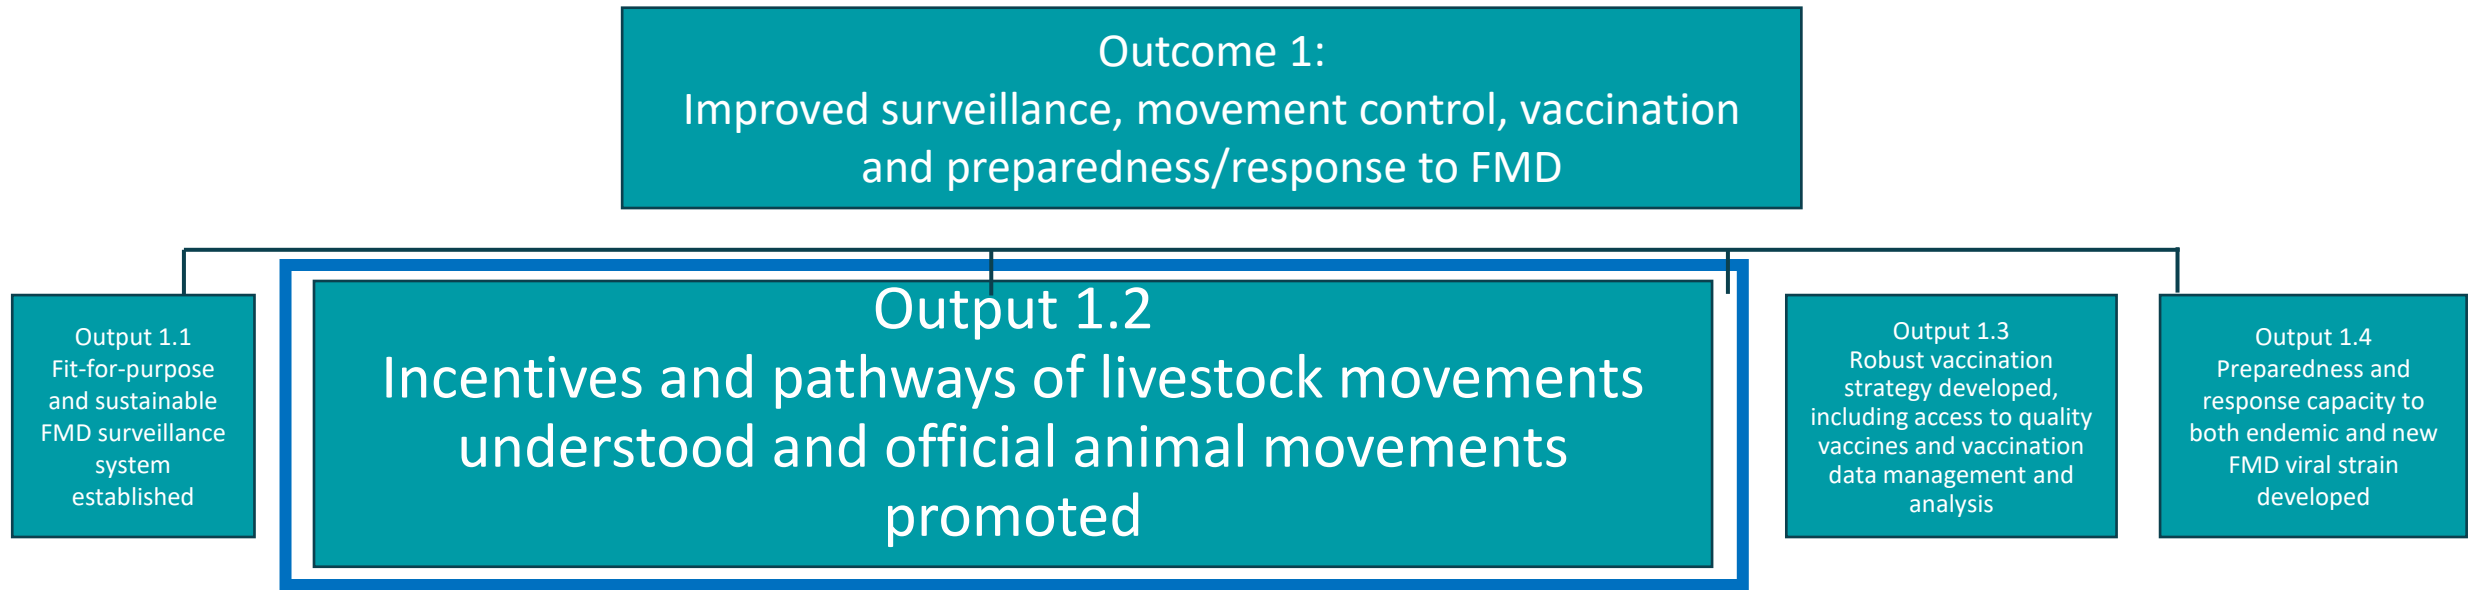 Outcome 1:
Improved surveillance, movement control, vaccination
and preparedness/response to FMD
Output 1.1
Fit-for-purpose
and sustainable
FMD surveillance
system
established
Output 1.2
Incentives and pathways of livestock movements
understood and official animal movements
promoted
Output 1.3
Robust vaccination
strategy developed,
including access to quality
vaccines and vaccination
data management and
analysis
Output 1.4
Preparedness and
response capacity to
both endemic and new
FMD viral strain
developed